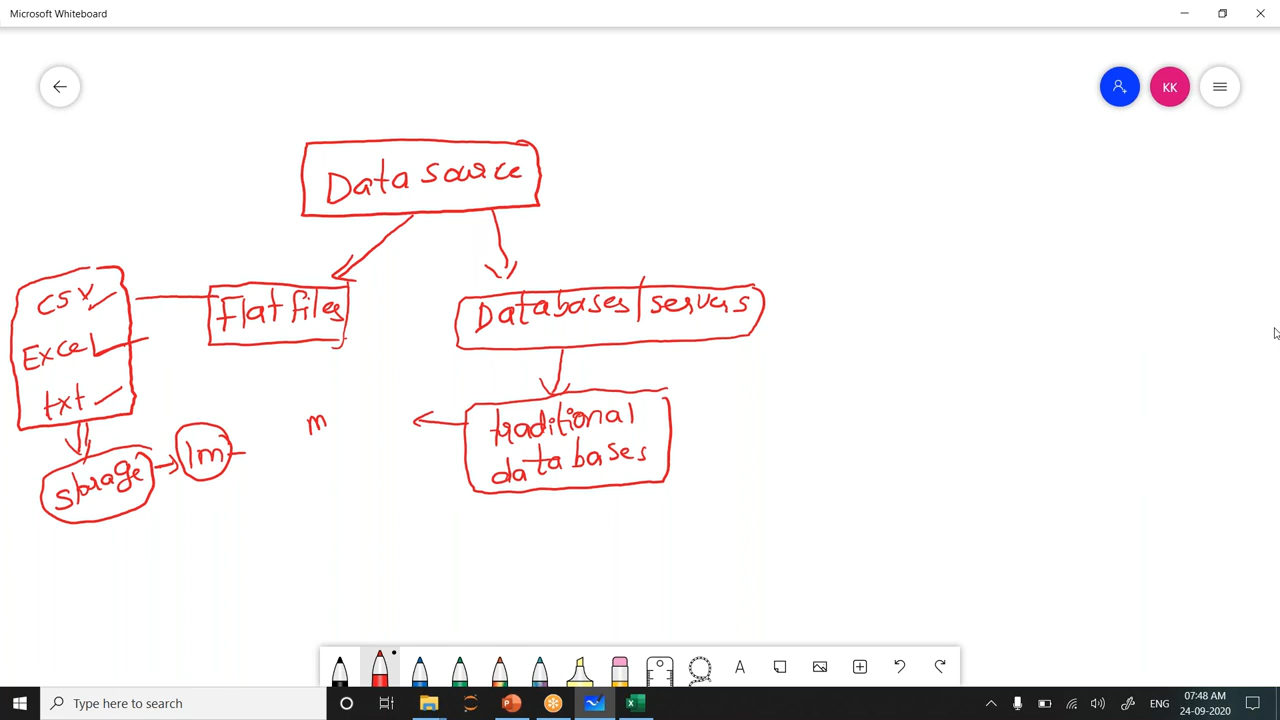 Microsoft Whiteboard
KK
Data source
Flat files
Databases/servers
csv
Excel
txt
storage
1m
m
traditional
databases
A
Type here to search
ENG
07:48 AM
24-09-2020